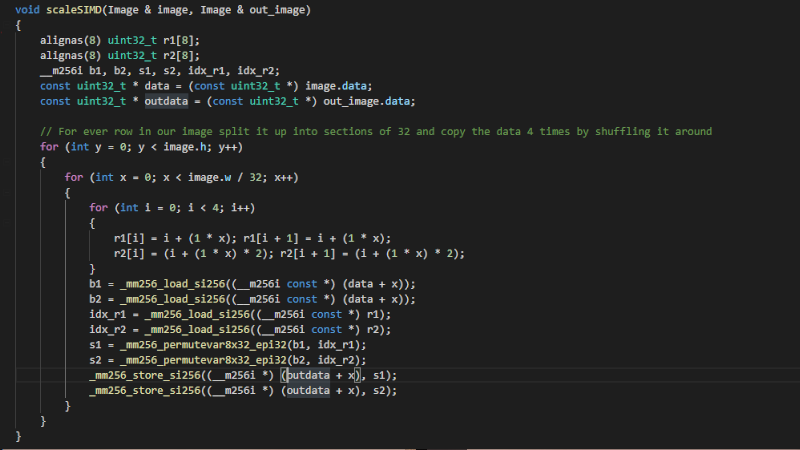 void scaleSIMD(Image & image, Image & out_image)
{
    alignas(8) uint32_t r1[8];
    alignas(8) uint32_t r2[8];
    __m256i b1, b2, s1, s2, idx_r1, idx_r2;
    const uint32_t * data = (const uint32_t *) image.data;
    const uint32_t * outdata = (const uint32_t *) out_image.data;

    // For ever row in our image split it up into sections of 32 and copy the data 4 times by shuffling it around
    for (int y = 0; y < image.h; y++)
    {
        for (int x = 0; x < image.w / 32; x++)
        {
            for (int i = 0; i < 4; i++)
            {
                r1[i] = i + (1 * x); r1[i + 1] = i + (1 * x);
                r2[i] = (i + (1 * x) * 2); r2[i + 1] = (i + (1 * x) * 2);
            }
            b1 = _mm256_load_si256((__m256i const *) (data + x));
            b2 = _mm256_load_si256((__m256i const *) (data + x));
            idx_r1 = _mm256_load_si256((__m256i const *) r1);
            idx_r2 = _mm256_load_si256((__m256i const *) r2);
            s1 = _mm256_permutevar8x32_epi32(b1, idx_r1);
            s2 = _mm256_permutevar8x32_epi32(b2, idx_r2);
            _mm256_store_si256((__m256i *) (outdata + x), s1);
            _mm256_store_si256((__m256i *) (outdata + x), s2);
        }
    }
}